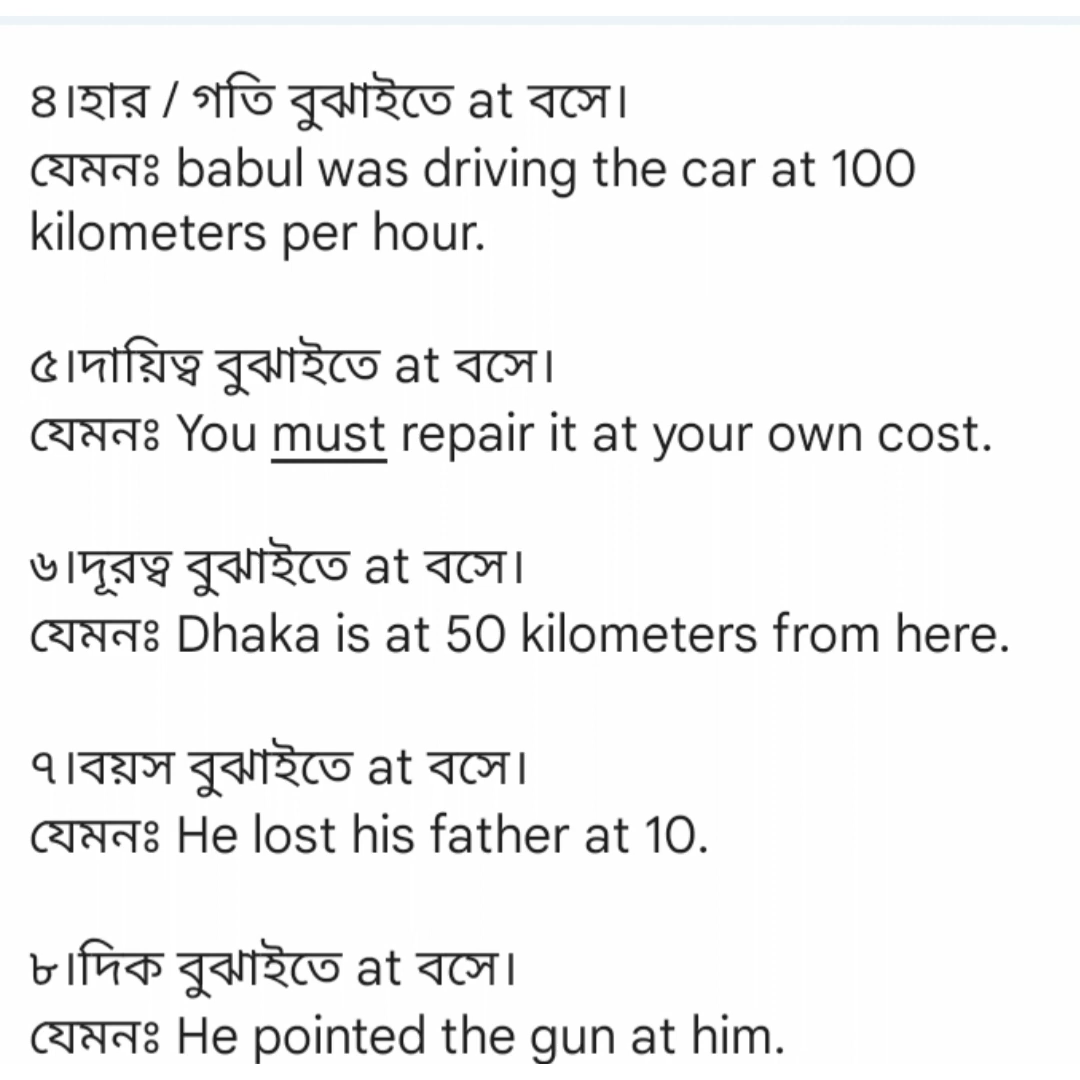 ৪।হার / গতি বুঝাইতে at বসে।
যেমনঃ babul was driving the car at 100
kilometers per hour.
৫।দায়িত্ব বুঝাইতে at বসে।
যেমনঃ You must repair it at your own cost.
৬।দূরত্ব বুঝাইতে at বসে।
যেমনঃ Dhaka is at 50 kilometers from here.
৭।বয়স বুঝাইতে at বসে।
যেমনঃ He lost his father at 10.
৮।দিক বুঝাইতে at বসে।
যেমনঃ He pointed the gun at him.